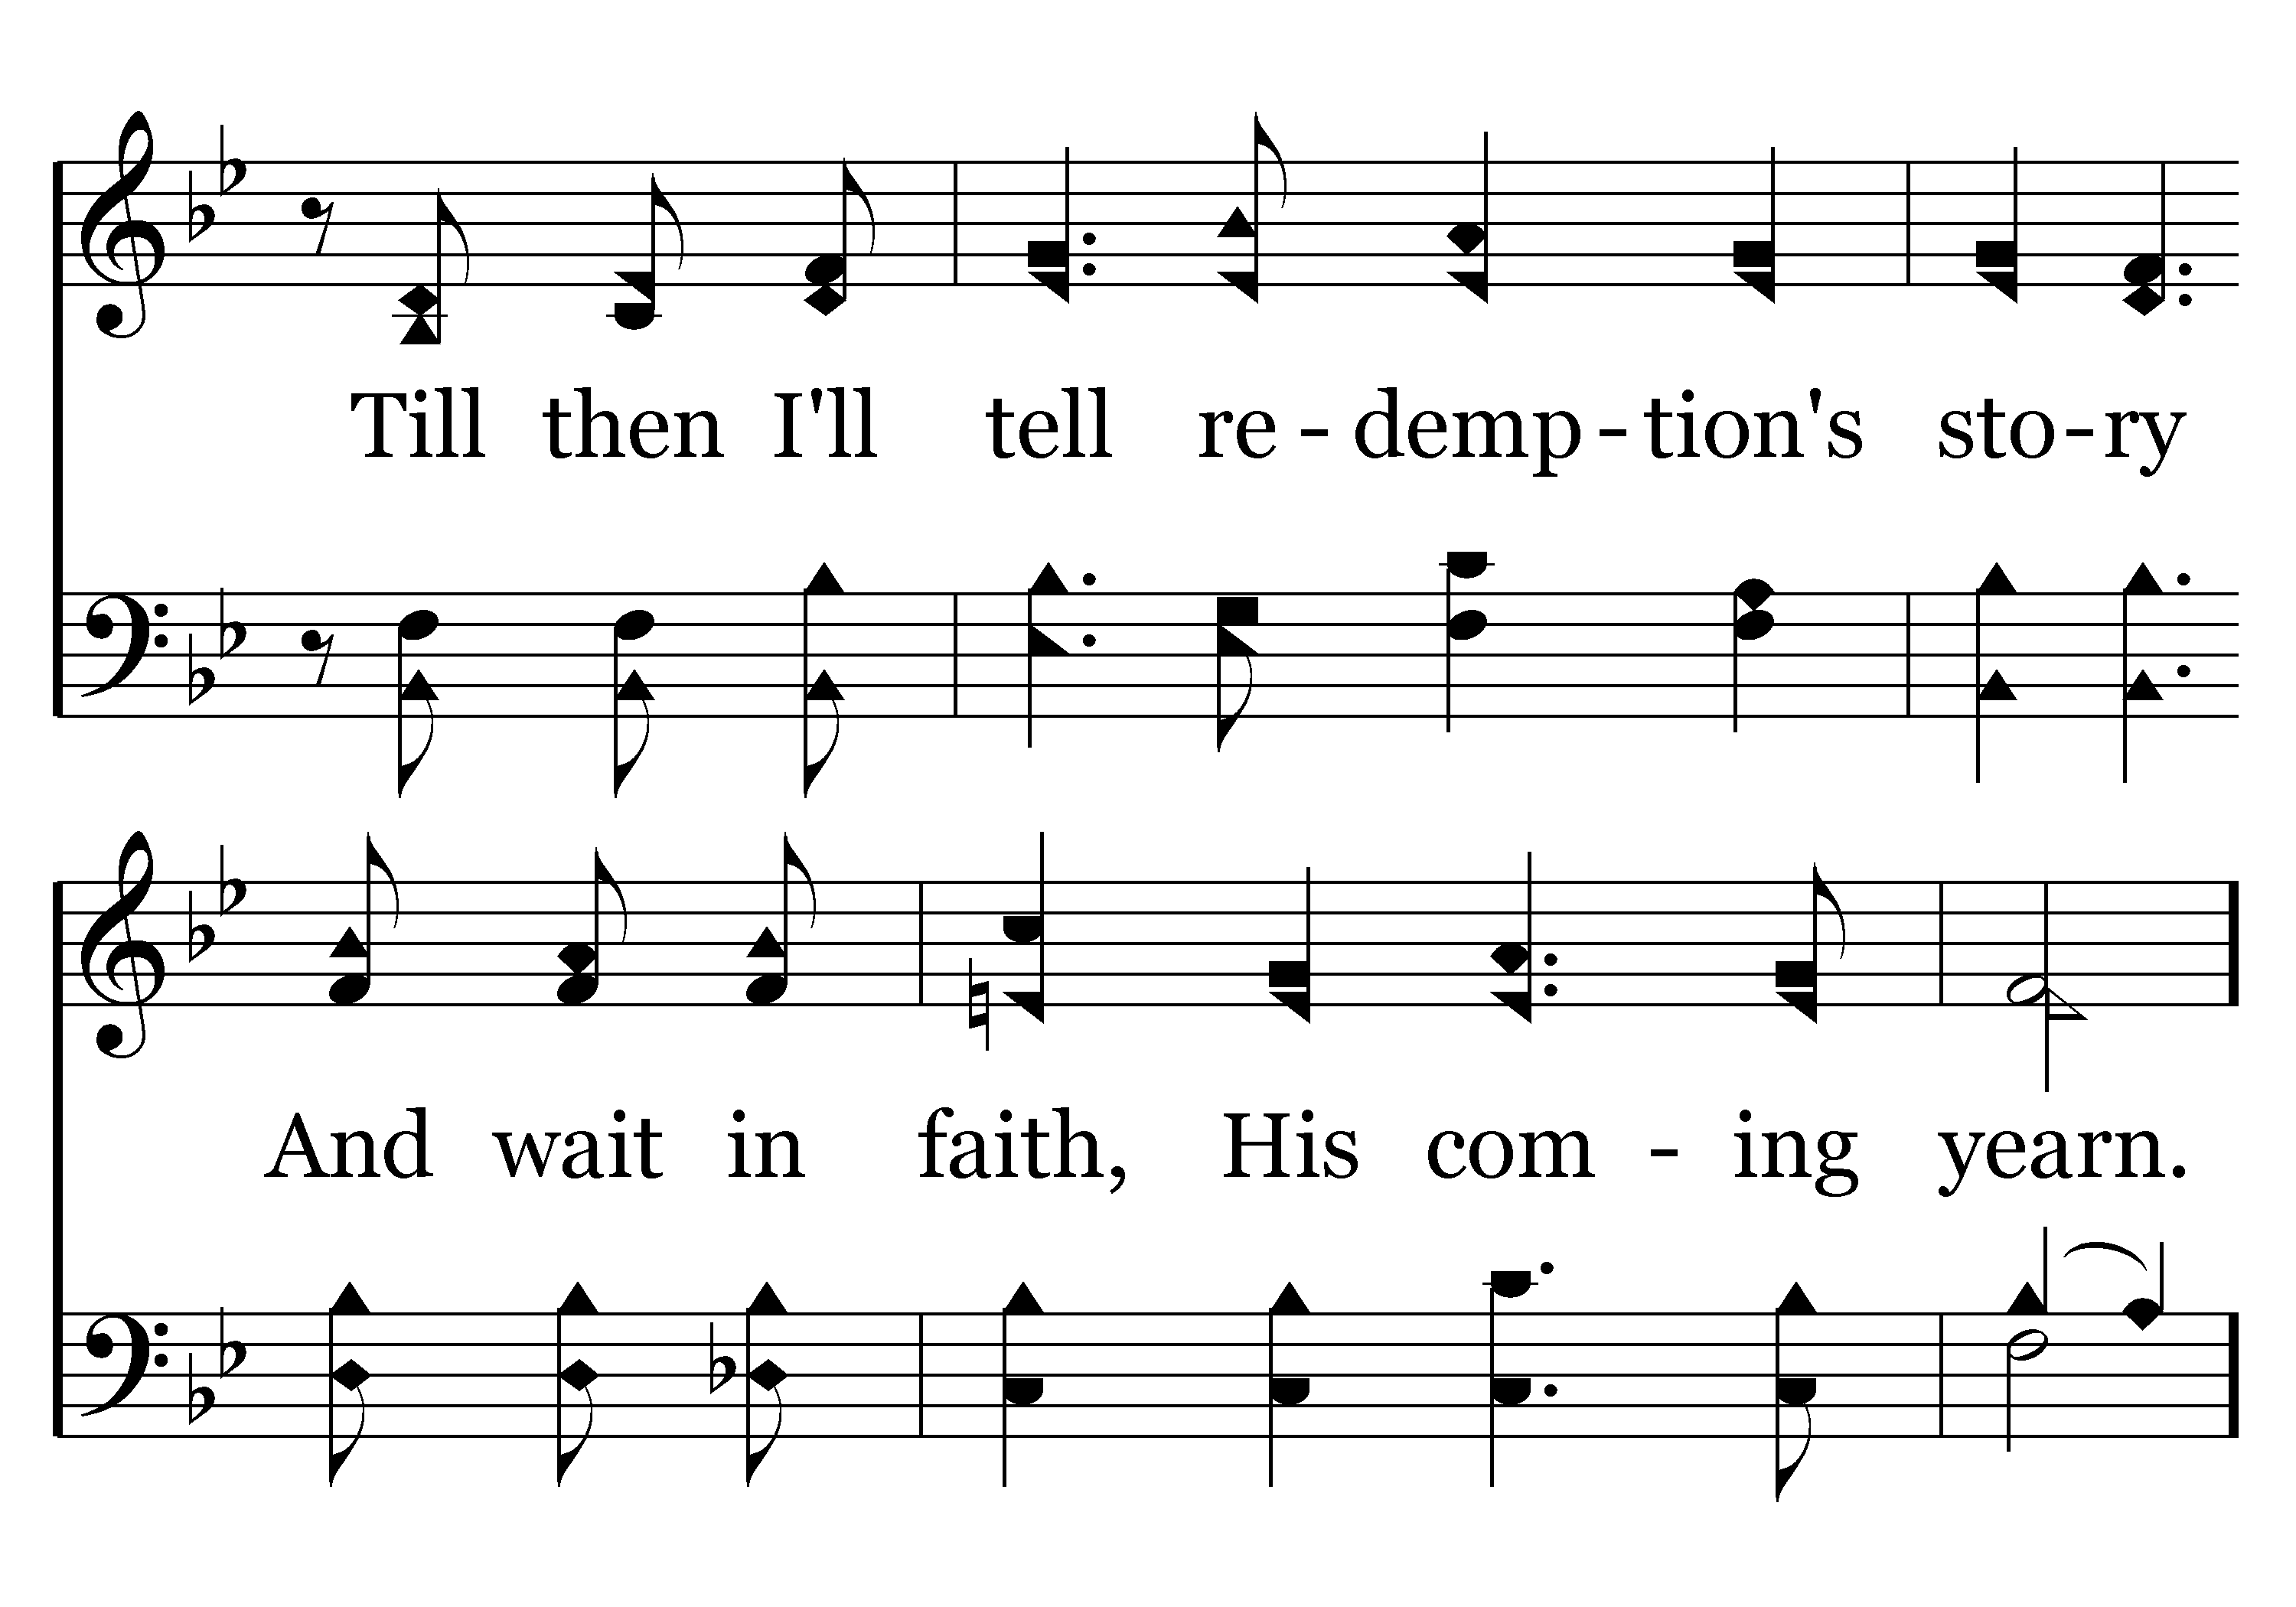 Till then I'll tell re-demp-tion's sto-ry
And wait in faith, His com - ing yearn.